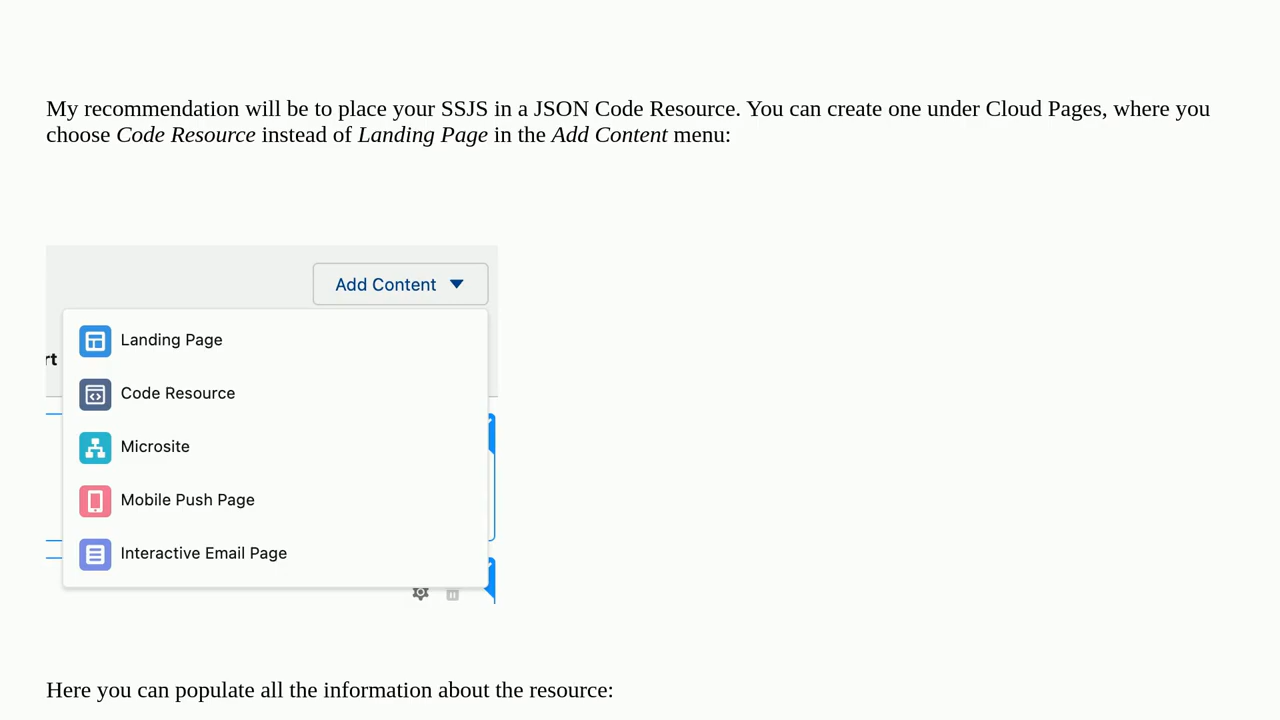 My recommendation will be to place your SSJS in a JSON Code Resource. You can create one under Cloud Pages, where you
choose Code Resource instead of Landing Page in the Add Content menu:
Add Content
Landing Page
rt
Code Resource
Microsite
Mobile Push Page
Interactive Email Page
Here you can populate all the information about the resource: